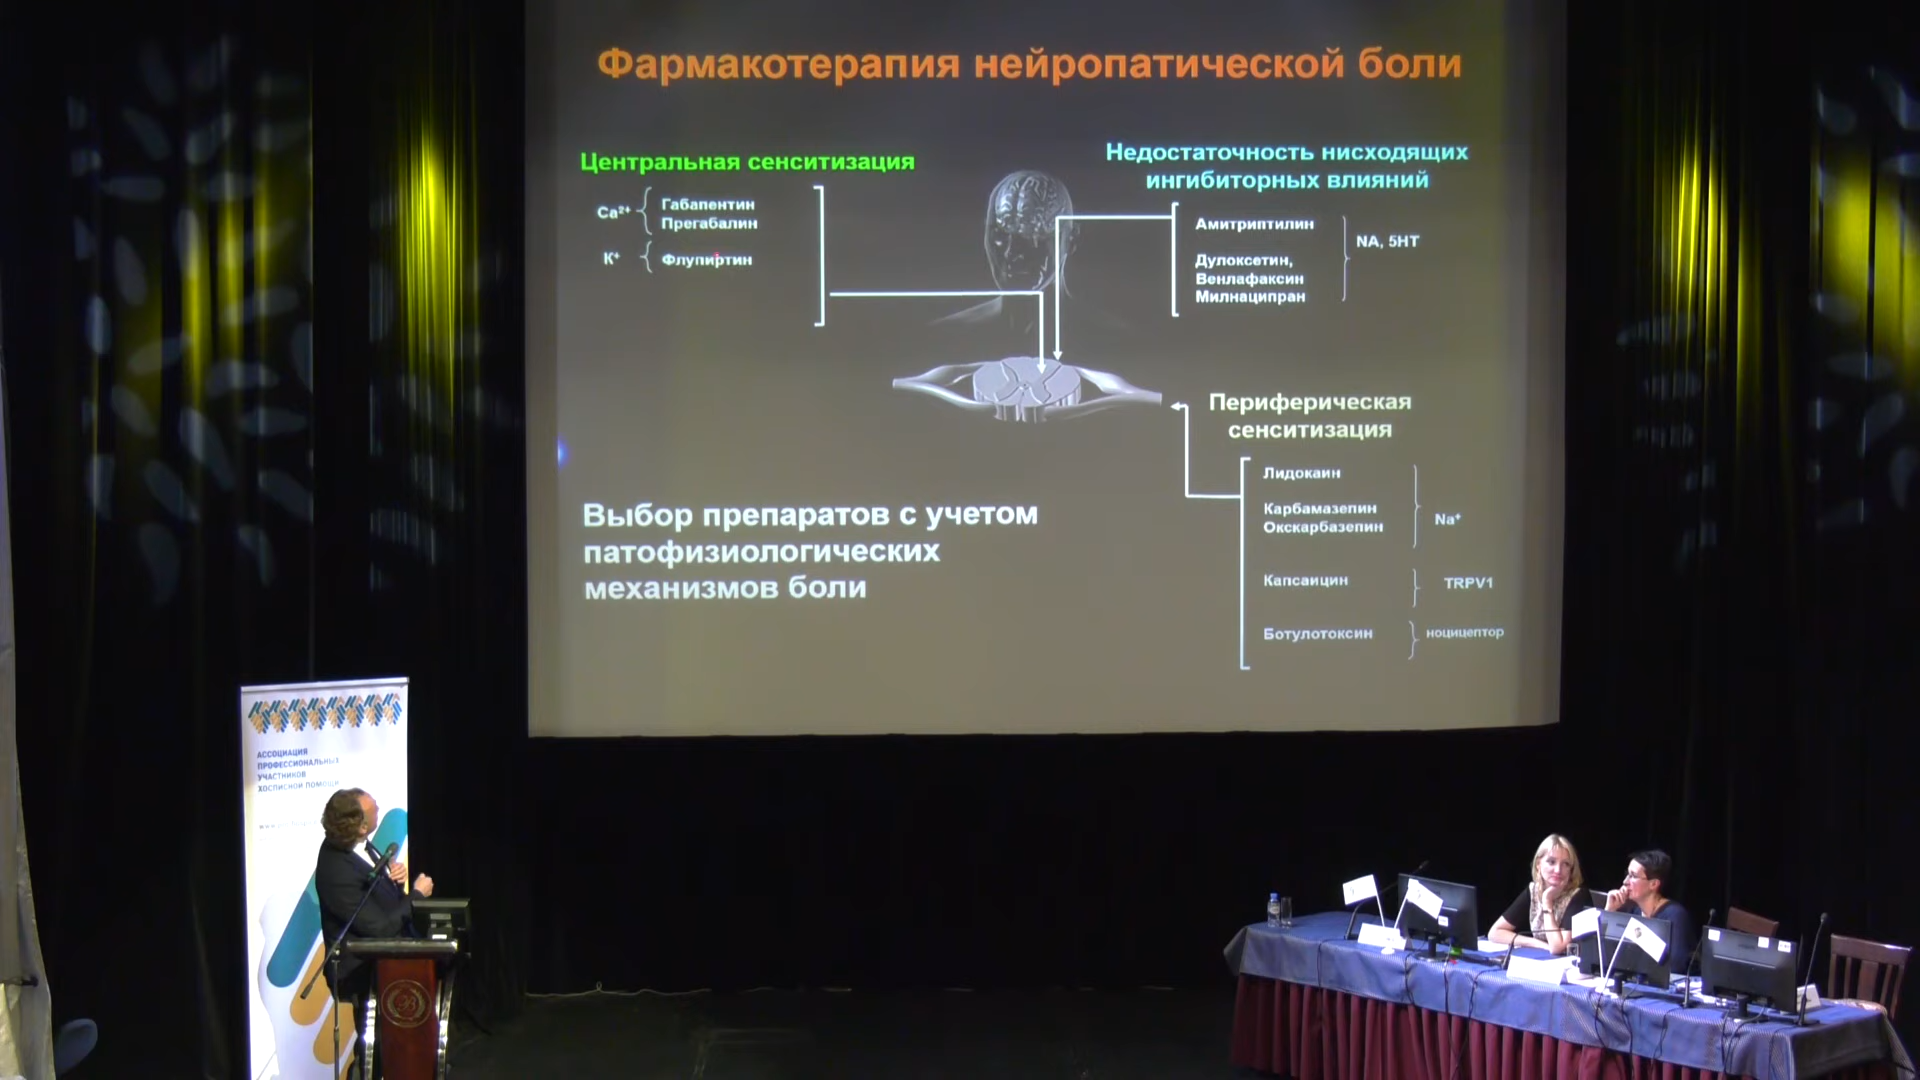 Фармакотерапия нейропатической боли
Центральная сенситизация
Ca²⁺
Габапентин
Прегабалин
К⁺
Флупиртин
Недостаточность нисходящих
ингибиторных влияний
Амитриптилин
Дулоксетин,
Венлафаксин
Милнаципран
NA, 5HT
Периферическая
сенситизация
Лидокаин
Карбамазепин
Окскарбазепин
Na⁺
Капсаицин
TRPV1
Ботулотоксин
ноцицептор
Выбор препаратов с учетом
патофизиологических
механизмов боли
АССОЦИАЦИЯ
ПРОФЕССИОНАЛЬНЫХ
УЧАСТНИКОВ
ХОСПИСНОЙ ПОМОЩИ